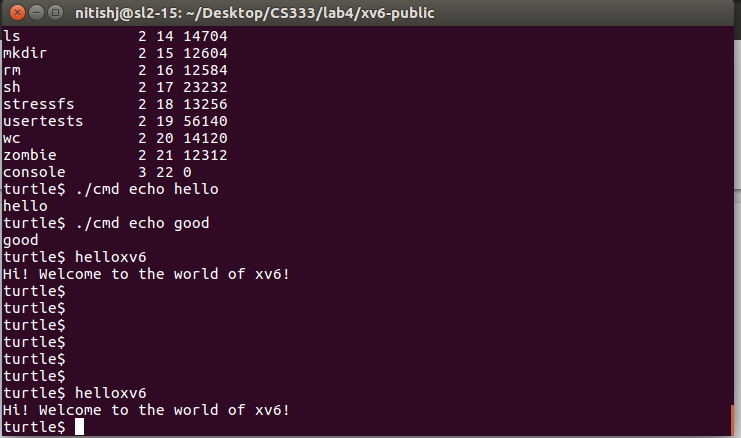 nitishj@sl2-15: ~/Desktop/CS333/lab4/xv6-public
ls             2 14 14704
mkdir          2 15 12604
rm             2 16 12584
sh             2 17 23232
stressfs       2 18 13256
usertests      2 19 56140
wc             2 20 14120
zombie         2 21 12312
console        3 22 0
turtle$ ./cmd echo hello
hello
turtle$ ./cmd echo good
good
turtle$ helloxv6
Hi! Welcome to the world of xv6!
turtle$
turtle$
turtle$
turtle$
turtle$
turtle$
turtle$ helloxv6
Hi! Welcome to the world of xv6!
turtle$